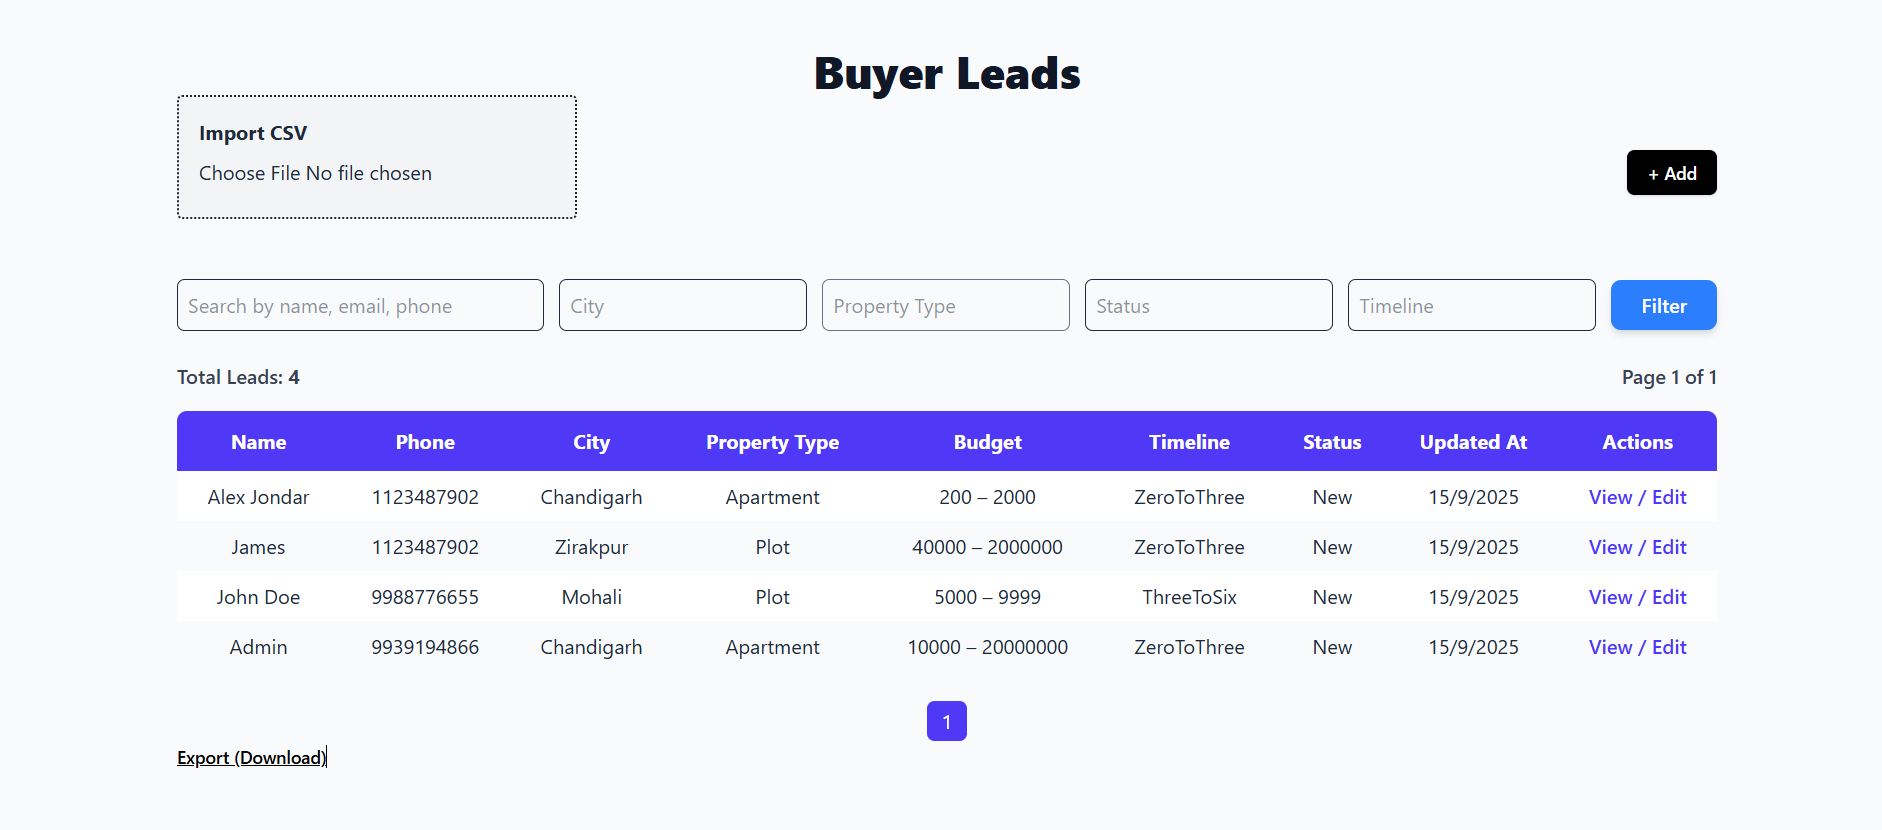 Buyer Leads
Import CSV
Choose File No file chosen
+ Add
Search by name, email, phone City Property Type Status Timeline Filter
Total Leads: 4 Page 1 of 1
Name Phone City Property Type Budget Timeline Status Updated At Actions
Alex Jondar 1123487902 Chandigarh Apartment 200 – 2000 ZeroToThree New 15/9/2025 View / Edit
James 1123487902 Zirakpur Plot 40000 – 2000000 ZeroToThree New 15/9/2025 View / Edit
John Doe 9988776655 Mohali Plot 5000 – 9999 ThreeToSix New 15/9/2025 View / Edit
Admin 9939194866 Chandigarh Apartment 10000 – 20000000 ZeroToThree New 15/9/2025 View / Edit
1
Export (Download)